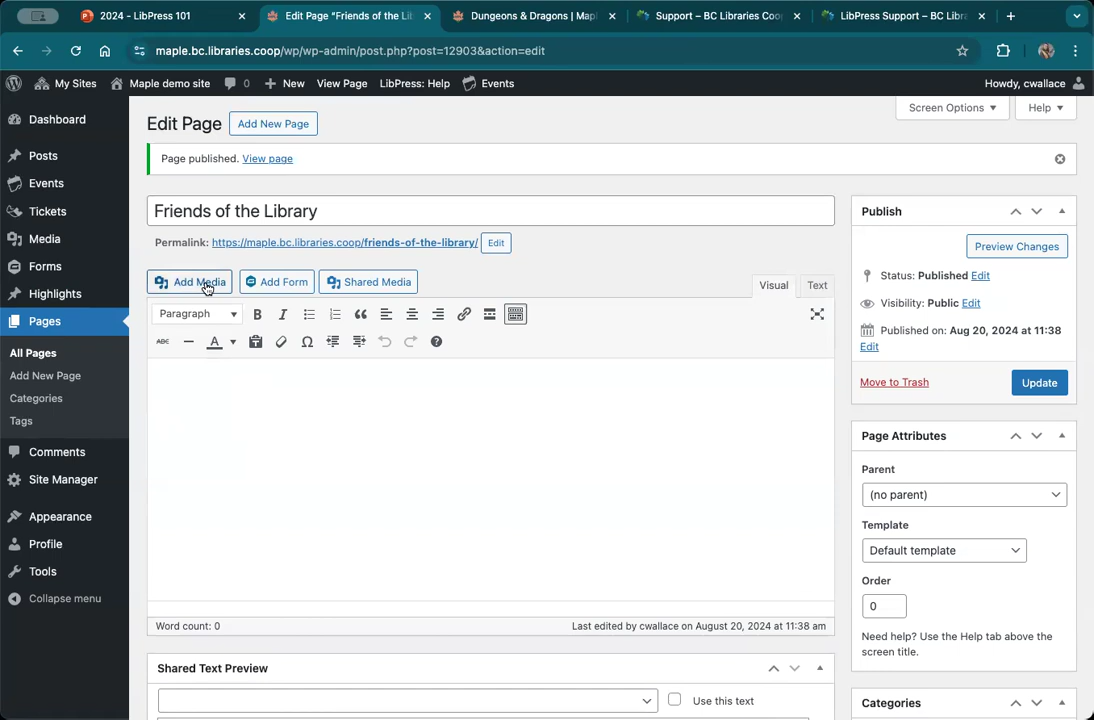 2024 - LibPress 101
Edit Page "Friends of the Li
Dungeons & Dragons | Map
Support – BC Libraries Coo
LibPress Support – BC Libra
maple.bc.libraries.coop/wp/wp-admin/post.php?post=12903&action=edit
My Sites
Maple demo site
0
New
View Page
LibPress: Help
Events
Howdy, cwallace
Dashboard
Posts
Events
Tickets
Media
Forms
Highlights
Pages
All Pages
Add New Page
Categories
Tags
Comments
Site Manager
Appearance
Profile
Tools
Collapse menu
Screen Options
Help
Edit Page
Add New Page
Page published. View page
Friends of the Library
Permalink: https://maple.bc.libraries.coop/friends-of-the-library/ Edit
Add Media
Add Form
Shared Media
Visual
Text
Paragraph
B
I
ABC
A
Word count: 0
Last edited by cwallace on August 20, 2024 at 11:38 am
Shared Text Preview
Use this text
Publish
Preview Changes
Status: Published Edit
Visibility: Public Edit
Published on: Aug 20, 2024 at 11:38
Edit
Move to Trash
Update
Page Attributes
Parent
(no parent)
Template
Default template
Order
0
Need help? Use the Help tab above the
screen title.
Categories